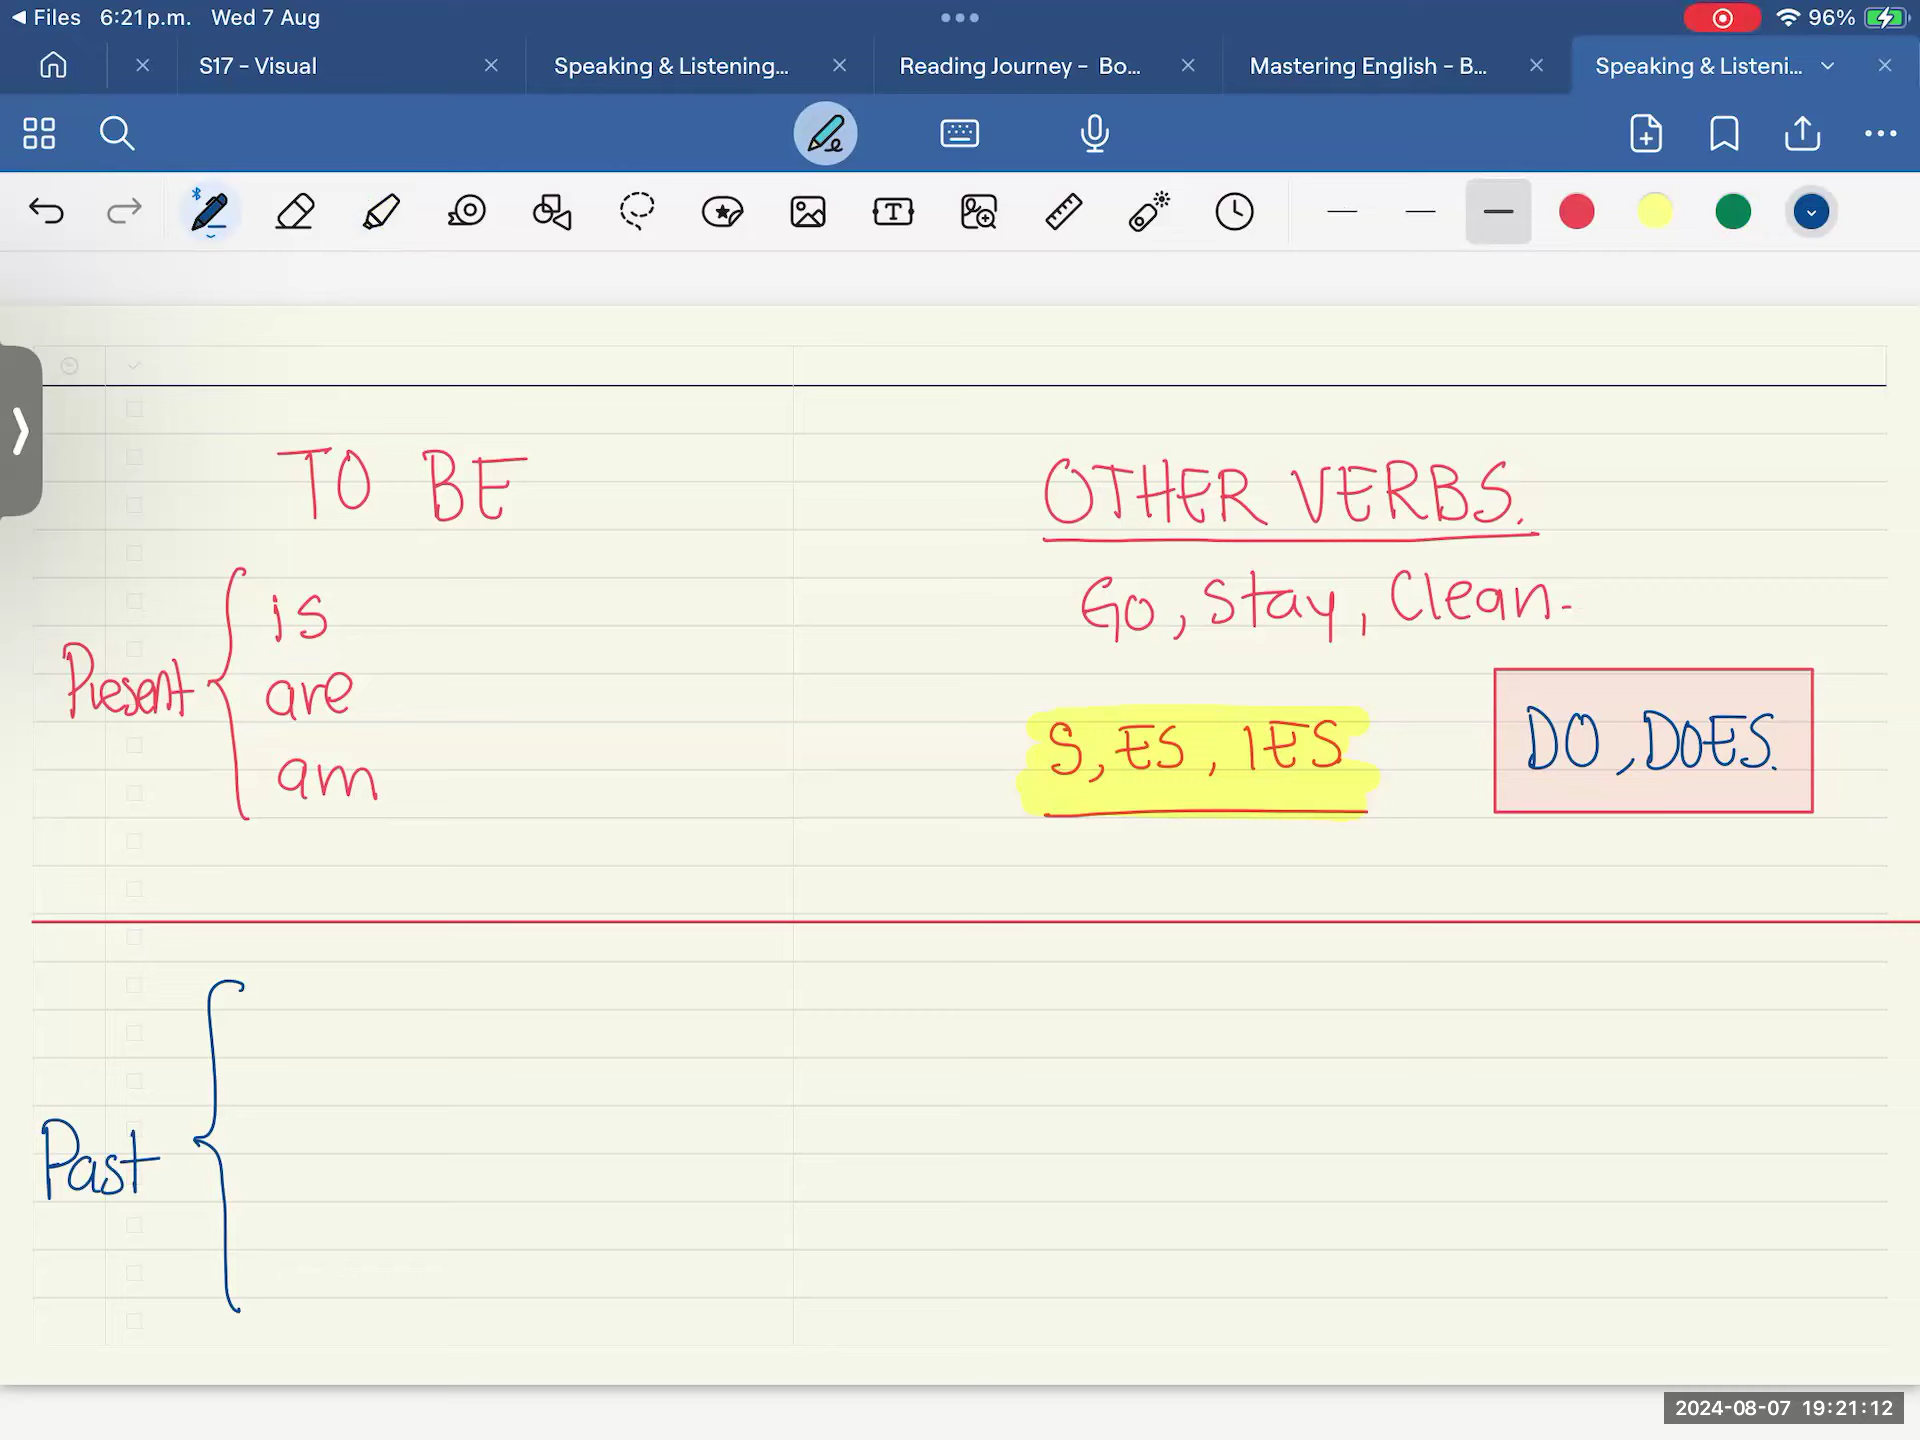 Files 6:21 p.m. Wed 7 Aug 96%
S17 - Visual Speaking & Listening... Reading Journey - Bo... Mastering English - B... Speaking & Listeni...
TO BE
OTHER VERBS.
is
Go, Stay, Clean.
Present
are
S, ES, IES
DO, DOES.
am
Past
2024-08-07 19:21:12